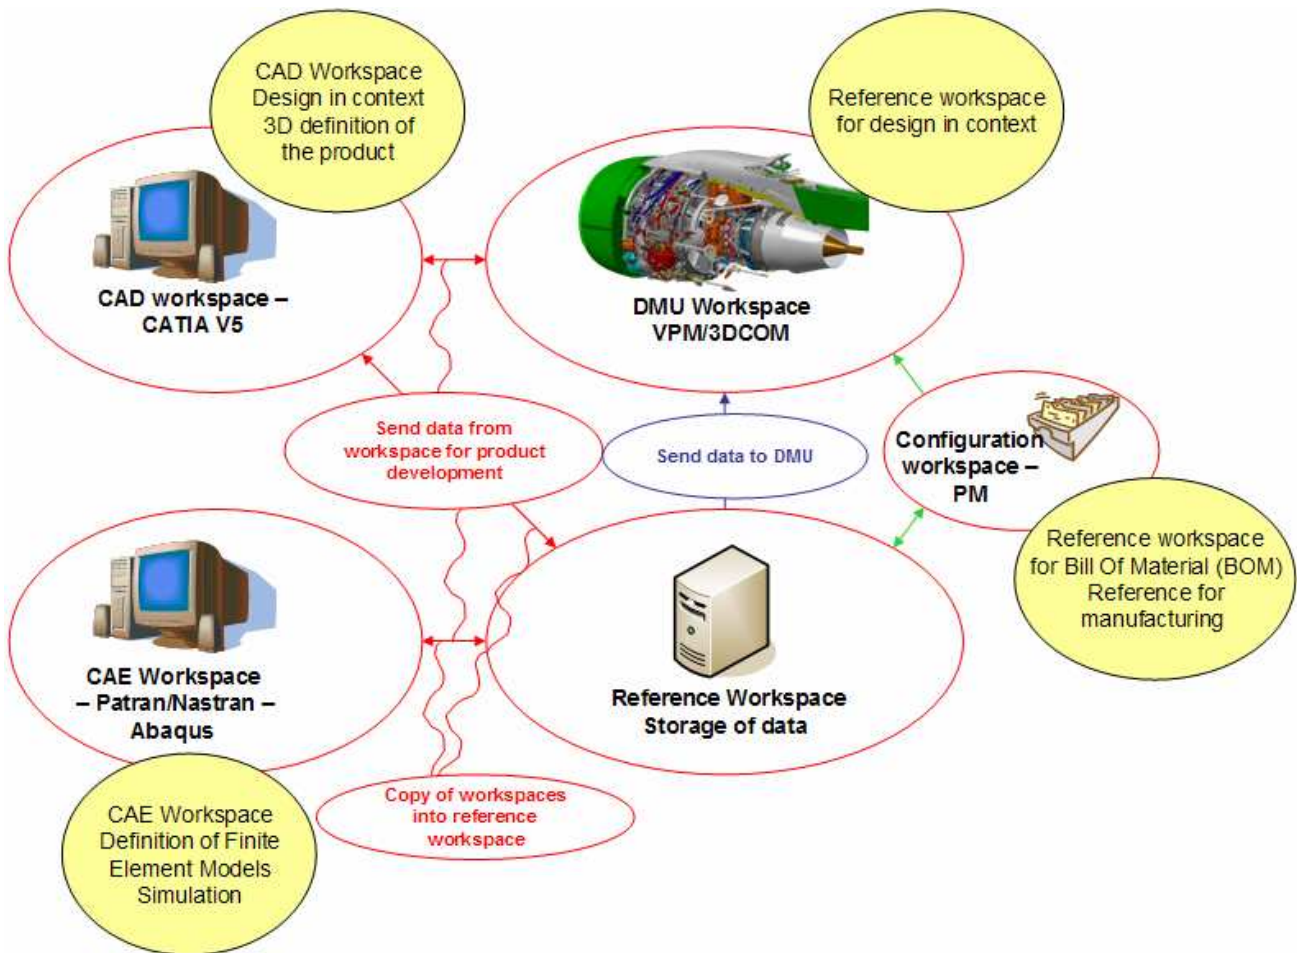 CAD Workspace
Design in context
3D definition of
the product
Reference workspace
for design in context
CAD workspace –
CATIA V5
DMU Workspace
VPM/3DCOM
Send data from
workspace for product
development
Send data to DMU
Configuration
workspace –
PM
Reference workspace
for Bill Of Material (BOM)
Reference for
manufacturing
CAE Workspace
– Patran/Nastran –
Abaqus
Reference Workspace
Storage of data
Copy of workspaces
into reference
workspace
CAE Workspace
Definition of Finite
Element Models
Simulation